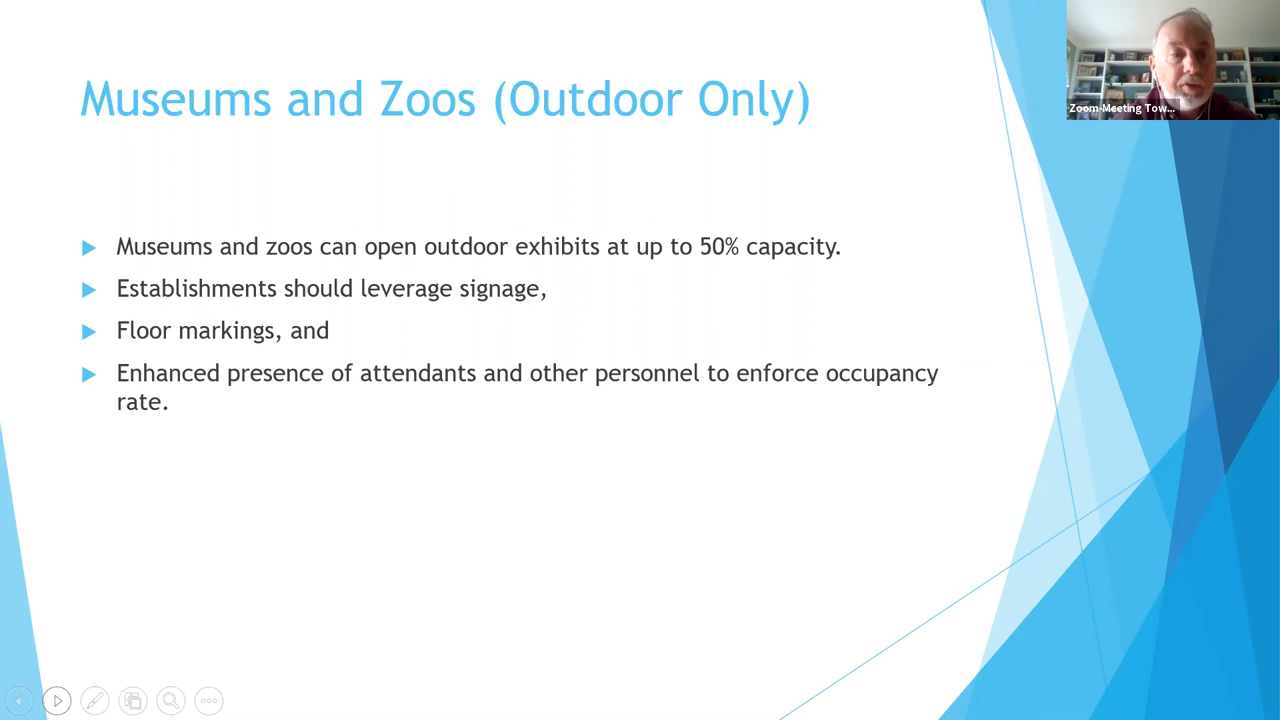 Museums and Zoos (Outdoor Only)
Zoom-Meeting Tow...
Museums and zoos can open outdoor exhibits at up to 50% capacity.
Establishments should leverage signage,
Floor markings, and
Enhanced presence of attendants and other personnel to enforce occupancy
rate.